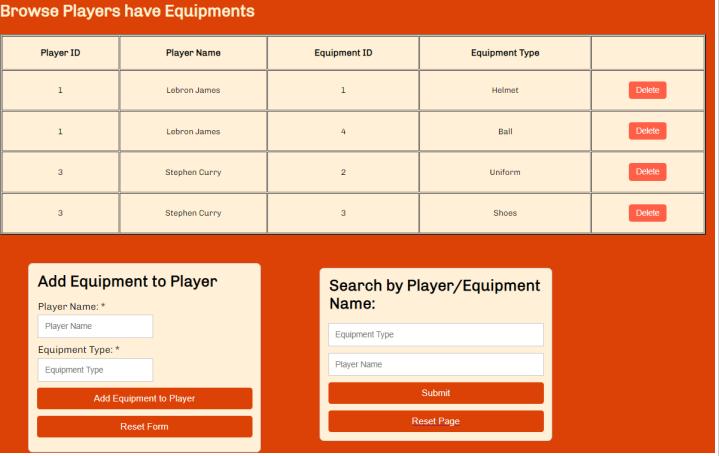 Browse Players have Equipments
Player ID Player Name Equipment ID Equipment Type
1 Lebron James 1 Helmet Delete
1 Lebron James 4 Ball Delete
3 Stephen Curry 2 Uniform Delete
3 Stephen Curry 3 Shoes Delete
Add Equipment to Player
Player Name: *
Player Name
Equipment Type: *
Equipment Type
Add Equipment to Player
Reset Form
Search by Player/Equipment
Name:
Equipment Type
Player Name
Submit
Reset Page